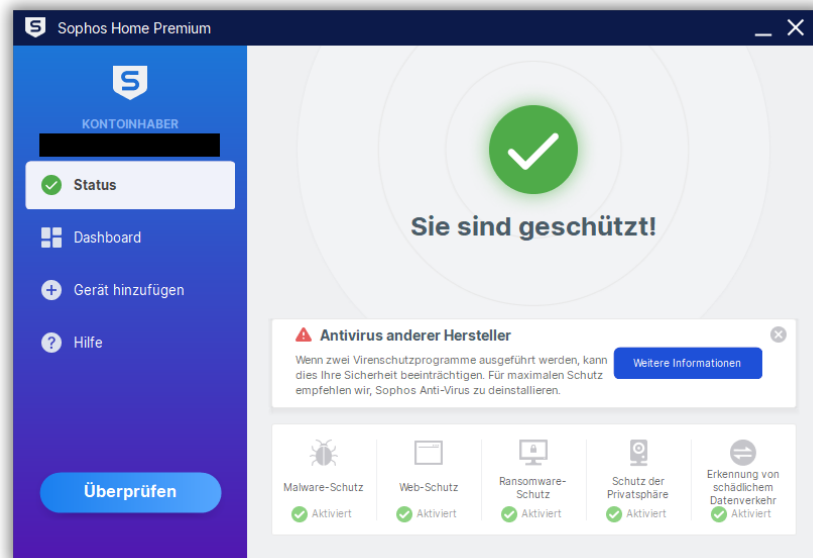 Sophos Home Premium
KONTOINHABER
Status
Dashboard
Gerät hinzufügen
Hilfe
Überprüfen
Sie sind geschützt!
Antivirus anderer Hersteller
Wenn zwei Virenschutzprogramme ausgeführt werden, kann
dies Ihre Sicherheit beeinträchtigen. Für maximalen Schutz
empfehlen wir, Sophos Anti-Virus zu deinstallieren.
Weitere Informationen
Malware-Schutz
Aktiviert
Web-Schutz
Aktiviert
Ransomware-
Schutz
Aktiviert
Schutz der
Privatsphäre
Aktiviert
Erkennung von
schädlichem
Datenverkehr
Aktiviert